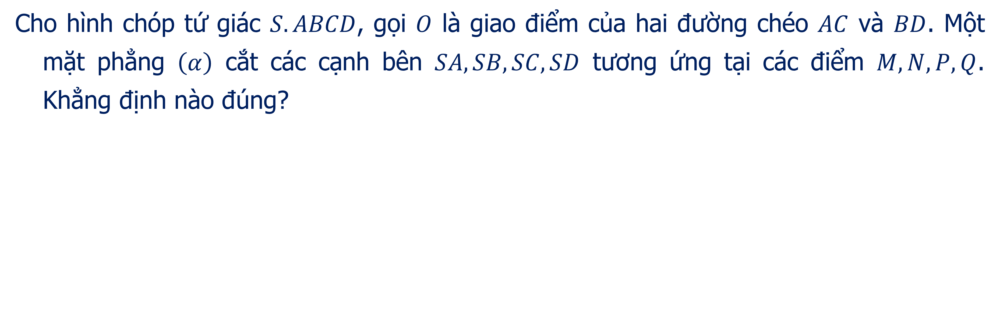 Cho hình chóp tứ giác S.ABCD, gọi O là giao điểm của hai đường chéo AC và BD. Một
mặt phẳng (α) cắt các cạnh bên SA, SB, SC, SD tương ứng tại các điểm M, N, P, Q.
Khẳng định nào đúng?